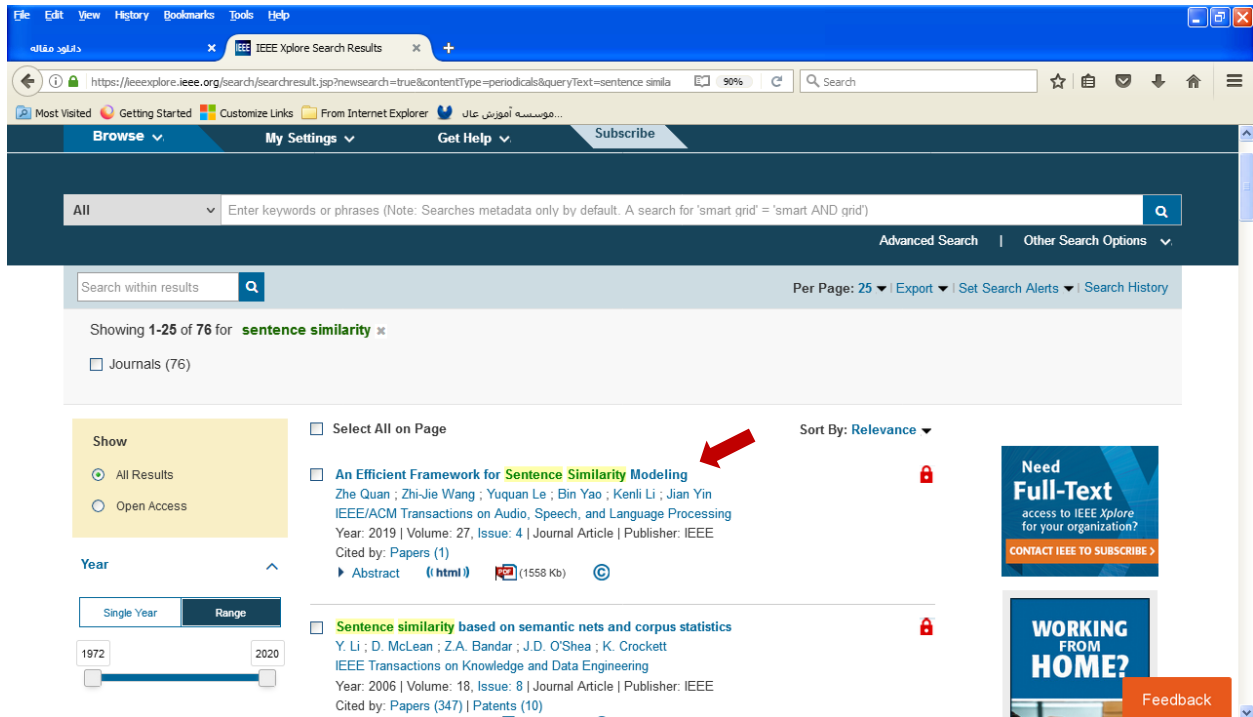 File Edit View History Bookmarks Tools Help
دانلود مقاله × IEEE IEEE Xplore Search Results × +
https://ieeexplore.ieee.org/search/searchresult.jsp?newsearch=true&contentType=periodicals&queryText=sentence simila 90% Search
Most Visited Getting Started Customize Links From Internet Explorer موسسه آموزش عال...
Browse My Settings Get Help Subscribe
All Enter keywords or phrases (Note: Searches metadata only by default. A search for 'smart grid' = 'smart AND grid')
Advanced Search | Other Search Options
Search within results Per Page: 25 | Export | Set Search Alerts | Search History
Showing 1-25 of 76 for sentence similarity ×
Journals (76)
Show
All Results
Open Access
Year
Single Year Range
1972 2020
Select All on Page Sort By: Relevance
An Efficient Framework for Sentence Similarity Modeling
Zhe Quan ; Zhi-Jie Wang ; Yuquan Le ; Bin Yao ; Kenli Li ; Jian Yin
IEEE/ACM Transactions on Audio, Speech, and Language Processing
Year: 2019 | Volume: 27, Issue: 4 | Journal Article | Publisher: IEEE
Cited by: Papers (1)
Abstract ((html)) PDF (1558 Kb) ©
Sentence similarity based on semantic nets and corpus statistics
Y. Li ; D. McLean ; Z.A. Bandar ; J.D. O'Shea ; K. Crockett
IEEE Transactions on Knowledge and Data Engineering
Year: 2006 | Volume: 18, Issue: 8 | Journal Article | Publisher: IEEE
Cited by: Papers (347) | Patents (10)
Need
Full-Text
access to IEEE Xplore
for your organization?
CONTACT IEEE TO SUBSCRIBE >
WORKING
FROM
HOME?
Feedback